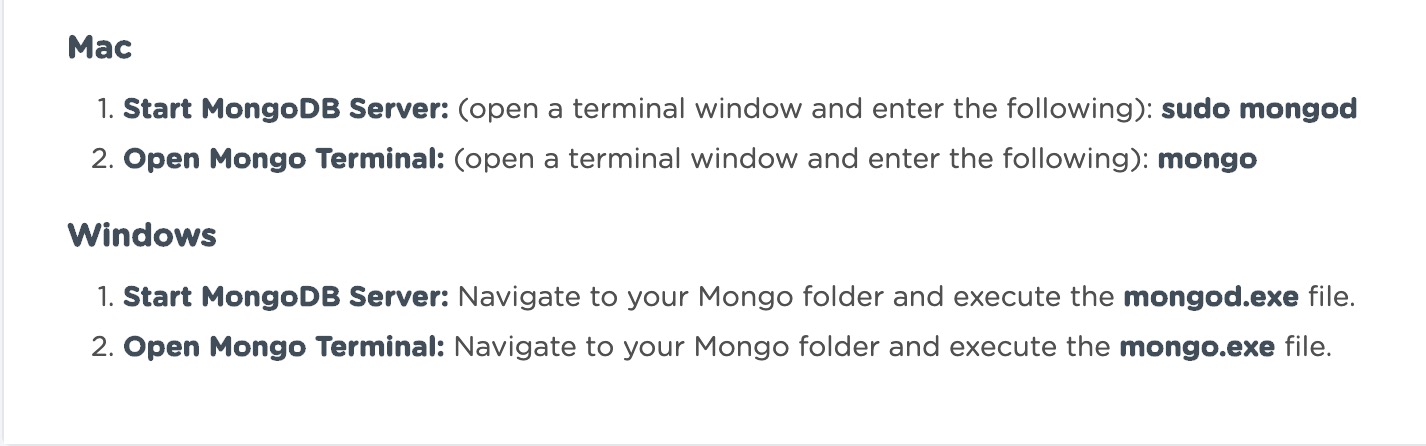 Mac
1. Start MongoDB Server: (open a terminal window and enter the following): sudo mongod
2. Open Mongo Terminal: (open a terminal window and enter the following): mongo
Windows
1. Start MongoDB Server: Navigate to your Mongo folder and execute the mongod.exe file.
2. Open Mongo Terminal: Navigate to your Mongo folder and execute the mongo.exe file.